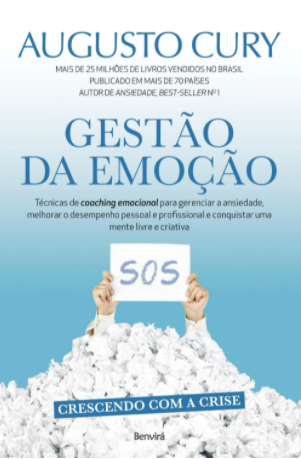 AUGUSTO CURY
MAIS DE 25 MILHÕES DE LIVROS VENDIDOS NO BRASIL
PUBLICADO EM MAIS DE 70 PAÍSES
AUTOR DE ANSIEDADE, BEST-SELLER Nº 1
GESTÃO
DA EMOÇÃO
Técnicas de coaching emocional para gerenciar a ansiedade,
melhorar o desempenho pessoal e profissional e conquistar uma
mente livre e criativa
SOS
CRESCENDO COM A CRISE
Benvirá